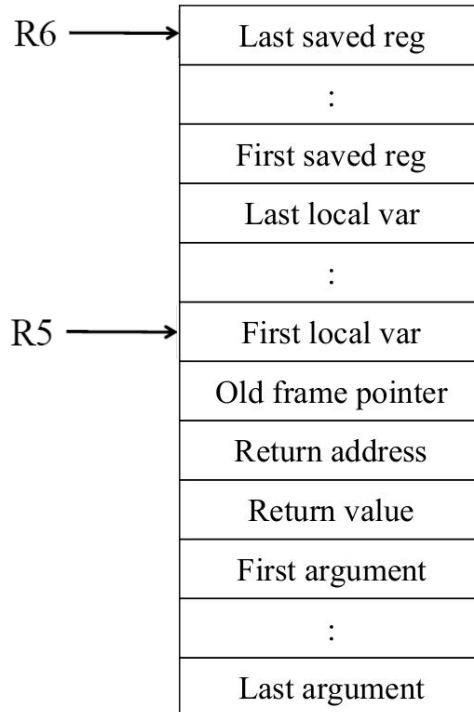 R6
Last saved reg
:
First saved reg
Last local var
:
R5
First local var
Old frame pointer
Return address
Return value
First argument
:
Last argument